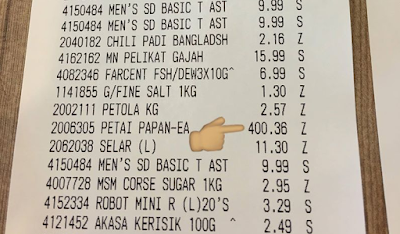 4150484 MEN'S SD BASIC T AST 9.99 S
4150484 MEN'S SD BASIC T AST 9.99 S
2040182 CHILI PADI BANGLADSH 2.16 Z
4162162 MN PELIKAT GAJAH 15.99 S
4082346 FARCENT FSH/DEW3X10G^ 6.99 S
1141855 G/FINE SALT 1KG 1.30 Z
2002111 PETOLA KG 2.57 Z
2006305 PETAI PAPAN-EA 400.36 Z
2062038 SELAR (L) 11.30 Z
4150484 MEN'S SD BASIC T AST 9.99 S
4007728 MSM CORSE SUGAR 1KG 2.95 Z
4152334 ROBOT MINI R (L)20'S 3.29 S
4121452 AKASA KERISIK 100G ^ 2.49 S